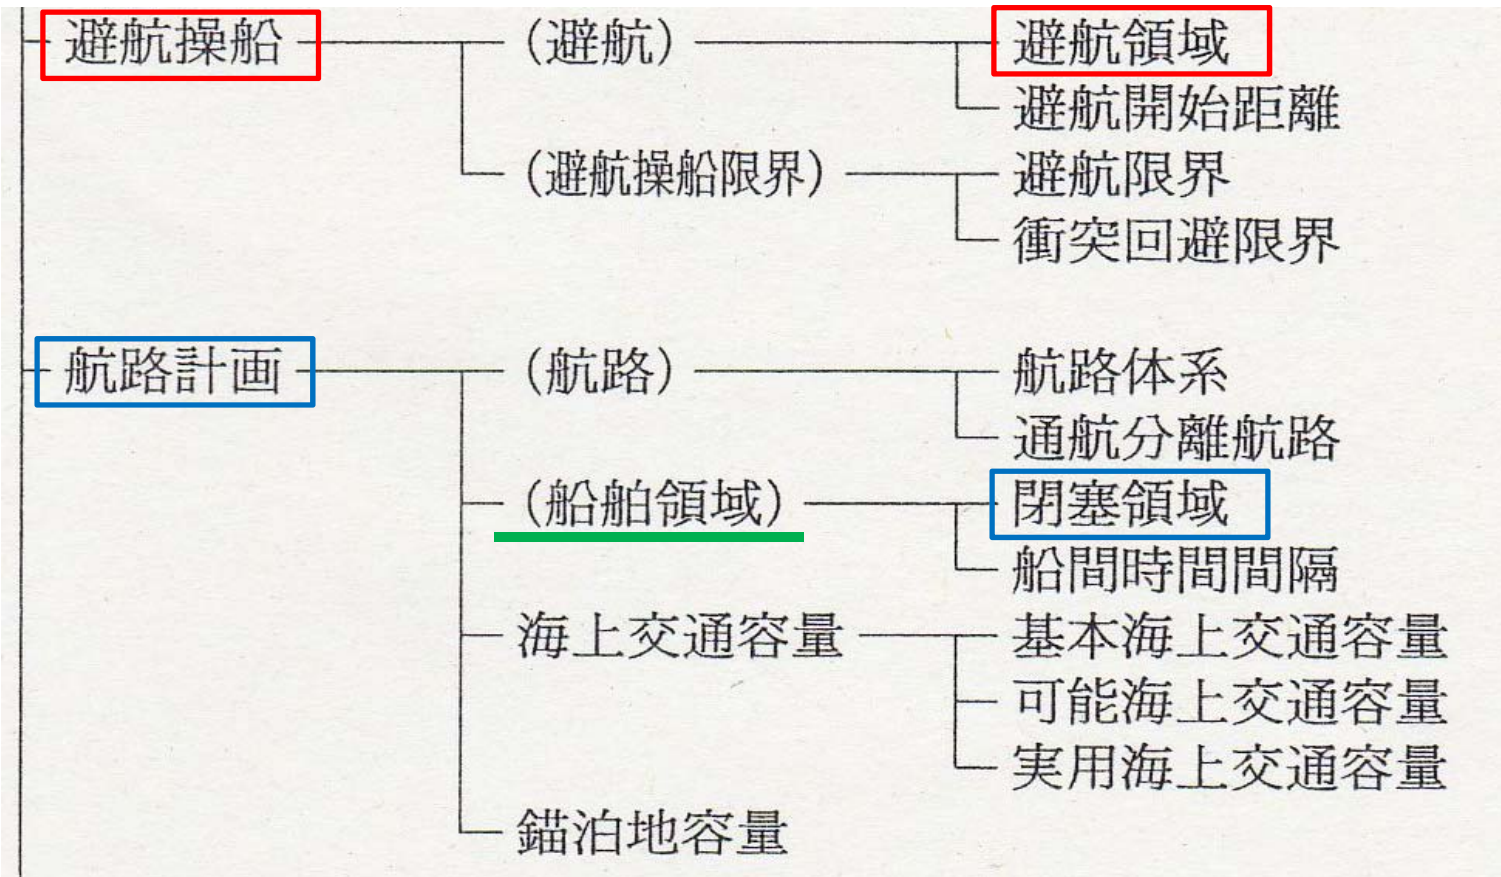 避航操船 (避航) 避航領域
避航開始距離
(避航操船限界) 避航限界
衝突回避限界
航路計画 (航路) 航路体系
通航分離航路
(船舶領域) 閉塞領域
船間時間間隔
海上交通容量 基本海上交通容量
可能海上交通容量
実用海上交通容量
錨泊地容量